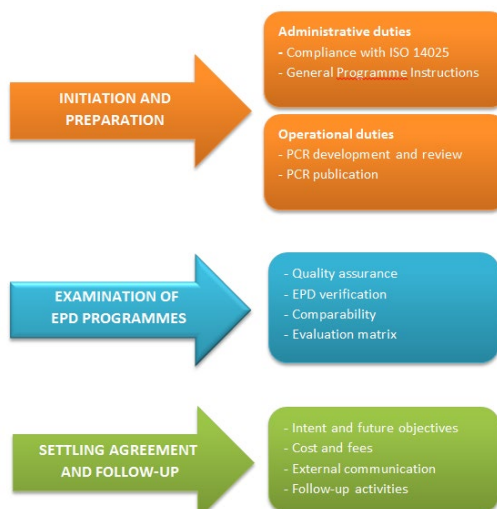 INITIATION AND
PREPARATION
Administrative duties
- Compliance with ISO 14025
- General Programme Instructions
Operational duties
- PCR development and review
- PCR publication
EXAMINATION OF
EPD PROGRAMMES
- Quality assurance
- EPD verification
- Comparability
- Evaluation matrix
SETTLING AGREEMENT
AND FOLLOW-UP
- Intent and future objectives
- Cost and fees
- External communication
- Follow-up activities